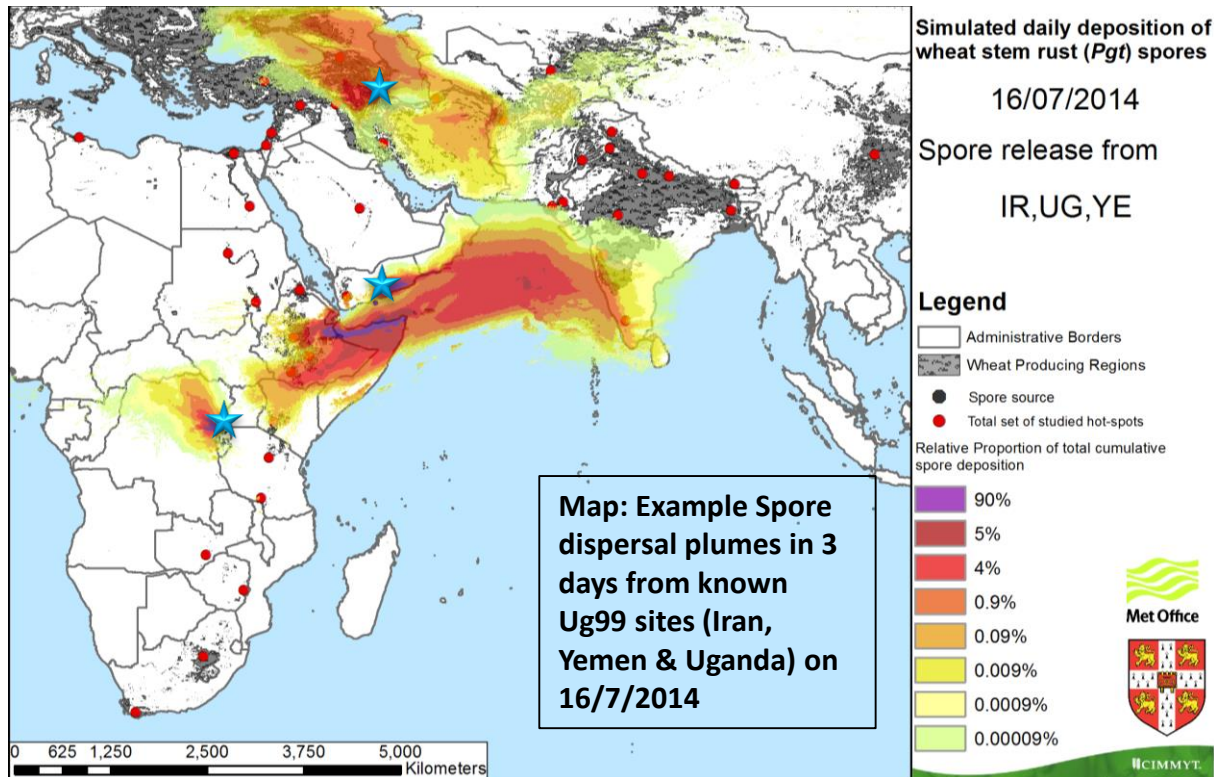 Simulated daily deposition of
wheat stem rust (Pgt) spores
16/07/2014
Spore release from
IR,UG,YE
Legend
Administrative Borders
Wheat Producing Regions
Spore source
Total set of studied hot-spots
Relative Proportion of total cumulative
spore deposition
90%
5%
4%
0.9%
0.09%
0.009%
0.0009%
0.00009%
Met Office
CIMMYT.
Map: Example Spore
dispersal plumes in 3
days from known
Ug99 sites (Iran,
Yemen & Uganda) on
16/7/2014
0 625 1,250 2,500 3,750 5,000
Kilometers